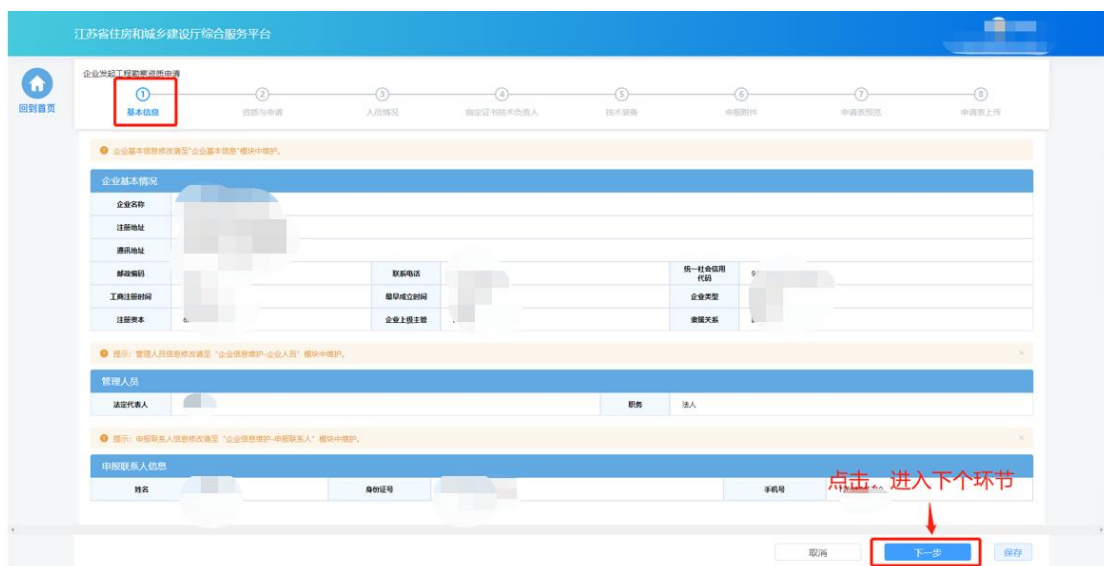 江苏省住房和城乡建设厅综合服务平台
回到首页
企业发起工程勘察资质申请
1 2 3 4 5 6 7 8
基本信息 资质与申请 人员情况 指定证书技术负责人 技术装备 申报附件 申请表预览 申请表上传
企业基本信息修改请至"企业基本信息"模块中维护。
企业基本情况
企业名称
注册地址
通讯地址
邮政编码 联系电话 统一社会信用代码 9
工商注册时间 最早成立时间 企业类型
注册资本 企业上级主管 隶属关系
提示：管理人员信息修改请至 "企业信息维护-企业人员" 模块中维护。 ×
管理人员
法定代表人 职务 法人
提示：申报联系人信息修改请至 "企业信息维护-申报联系人" 模块中维护。 ×
申报联系人信息
姓名 身份证号 手机号
点击，进入下个环节
取消 下一步 保存